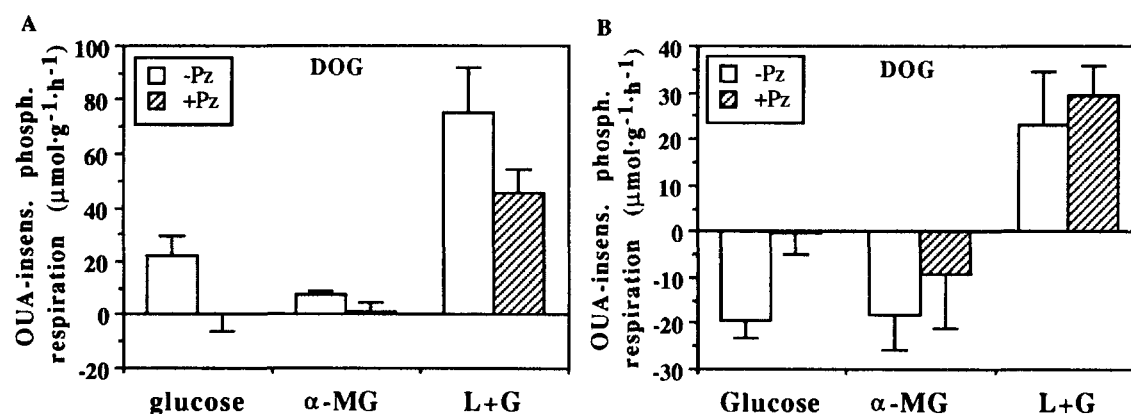 A
OUA-insens. phosph.
respiration (µmol·g⁻¹·h⁻¹)
100
80
60
40
20
0
-20
-Pz
+Pz
DOG
glucose
α-MG
L+G
B
OUA-insens. phosph.
respiration (µmol·g⁻¹·h⁻¹)
40
30
20
10
0
-10
-20
-30
-Pz
+Pz
DOG
Glucose
α-MG
L+G